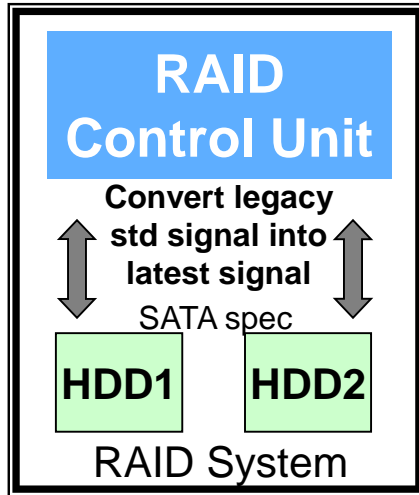 RAID
Control Unit
Convert legacy
std signal into
latest signal
SATA spec
HDD1 HDD2
RAID System